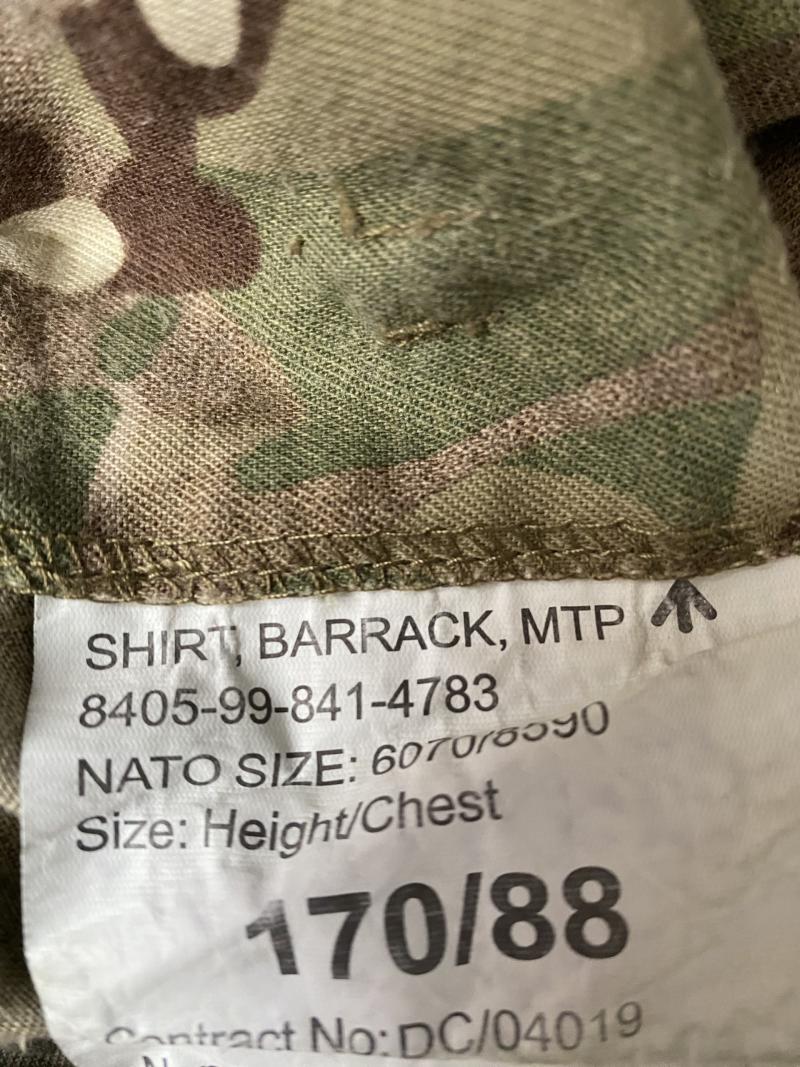 SHIRT, BARRACK, MTP
8405-99-841-4783
NATO SIZE: 6070/8590
Size: Height/Chest
170/88
Contract No: DC/04019